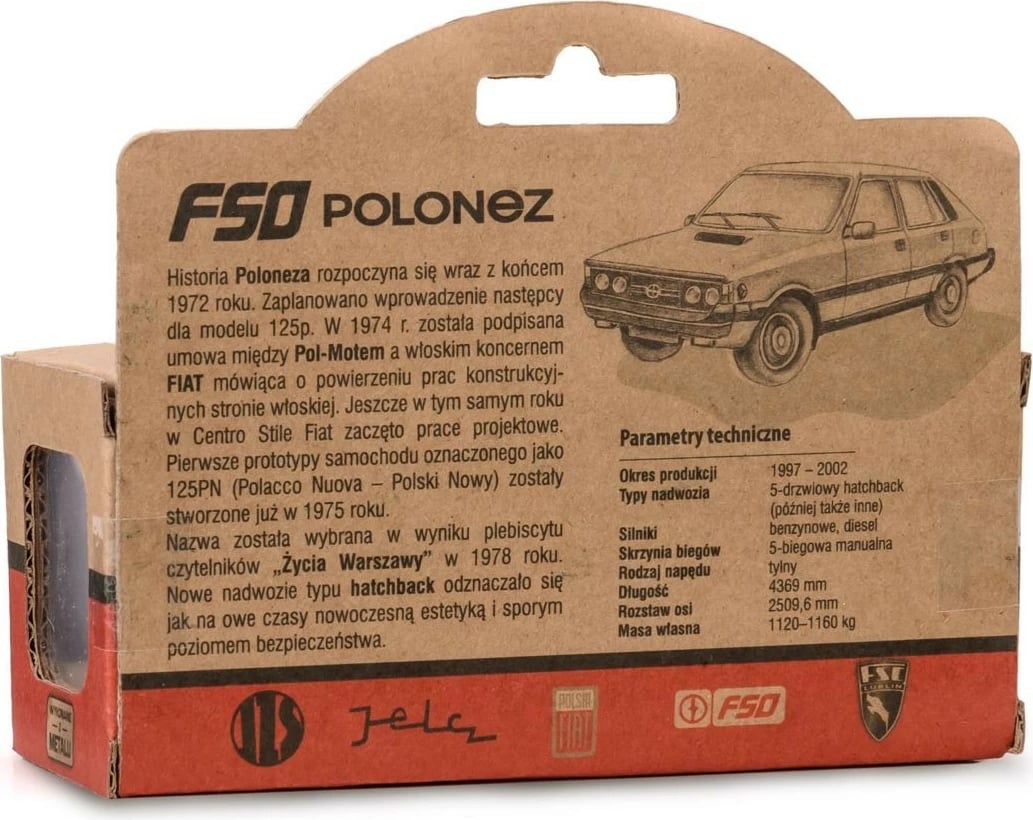 FSO POLONEZ
Historia Poloneza rozpoczyna się wraz z końcem
1972 roku. Zaplanowano wprowadzenie następcy
dla modelu 125p. W 1974 r. została podpisana
umowa między Pol-Motem a włoskim koncernem
FIAT mówiąca o powierzeniu prac konstrukcyj-
nych stronie włoskiej. Jeszcze w tym samym roku
w Centro Stile Fiat zaczęto prace projektowe.
Pierwsze prototypy samochodu oznaczonego jako
125PN (Polacco Nuova – Polski Nowy) zostały
stworzone już w 1975 roku.
Nazwa została wybrana w wyniku plebiscytu
czytelników „Życia Warszawy” w 1978 roku.
Nowe nadwozie typu hatchback odznaczało się
jak na owe czasy nowoczesną estetyką i sporym
poziomem bezpieczeństwa.
Parametry techniczne
Okres produkcji 1997 – 2002
Typy nadwozia 5-drzwiowy hatchback
(później także inne)
Silniki benzynowe, diesel
Skrzynia biegów 5-biegowa manualna
Rodzaj napędu tylny
Długość 4369 mm
Rozstaw osi 2509,6 mm
Masa własna 1120–1160 kg
WYKONANE
Z
METALU
Jelcz
POLSKI
FIAT
FSO
FSC
LUBLIN